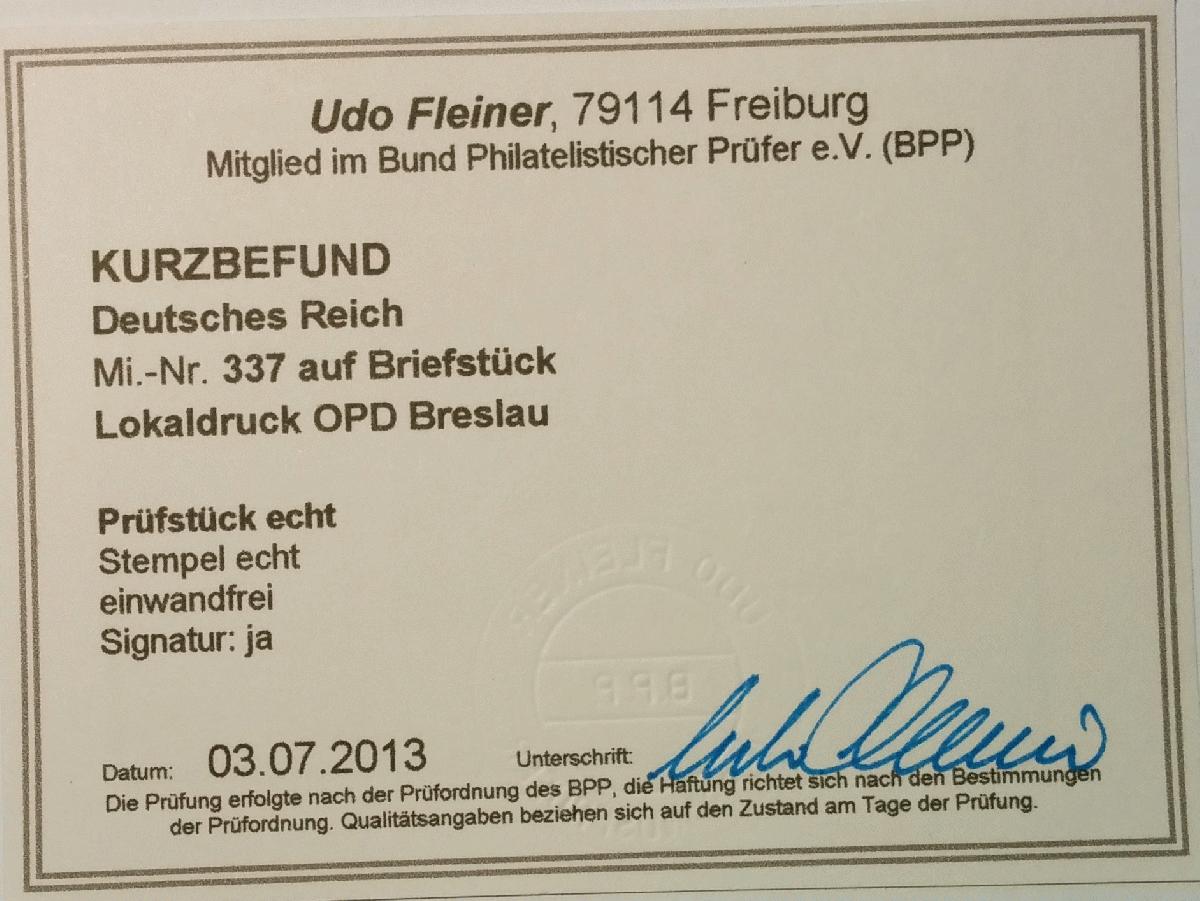 Udo Fleiner, 79114 Freiburg
Mitglied im Bund Philatelistischer Prüfer e.V. (BPP)
KURZBEFUND
Deutsches Reich
Mi.-Nr. 337 auf Briefstück
Lokaldruck OPD Breslau
Prüfstück echt
Stempel echt
einwandfrei
Signatur: ja
UDO FLEINER
B.P.P
Datum: 03.07.2013 Unterschrift:
Die Prüfung erfolgte nach der Prüfordnung des BPP, die Haftung richtet sich nach den Bestimmungen
der Prüfordnung. Qualitätsangaben beziehen sich auf den Zustand am Tage der Prüfung.